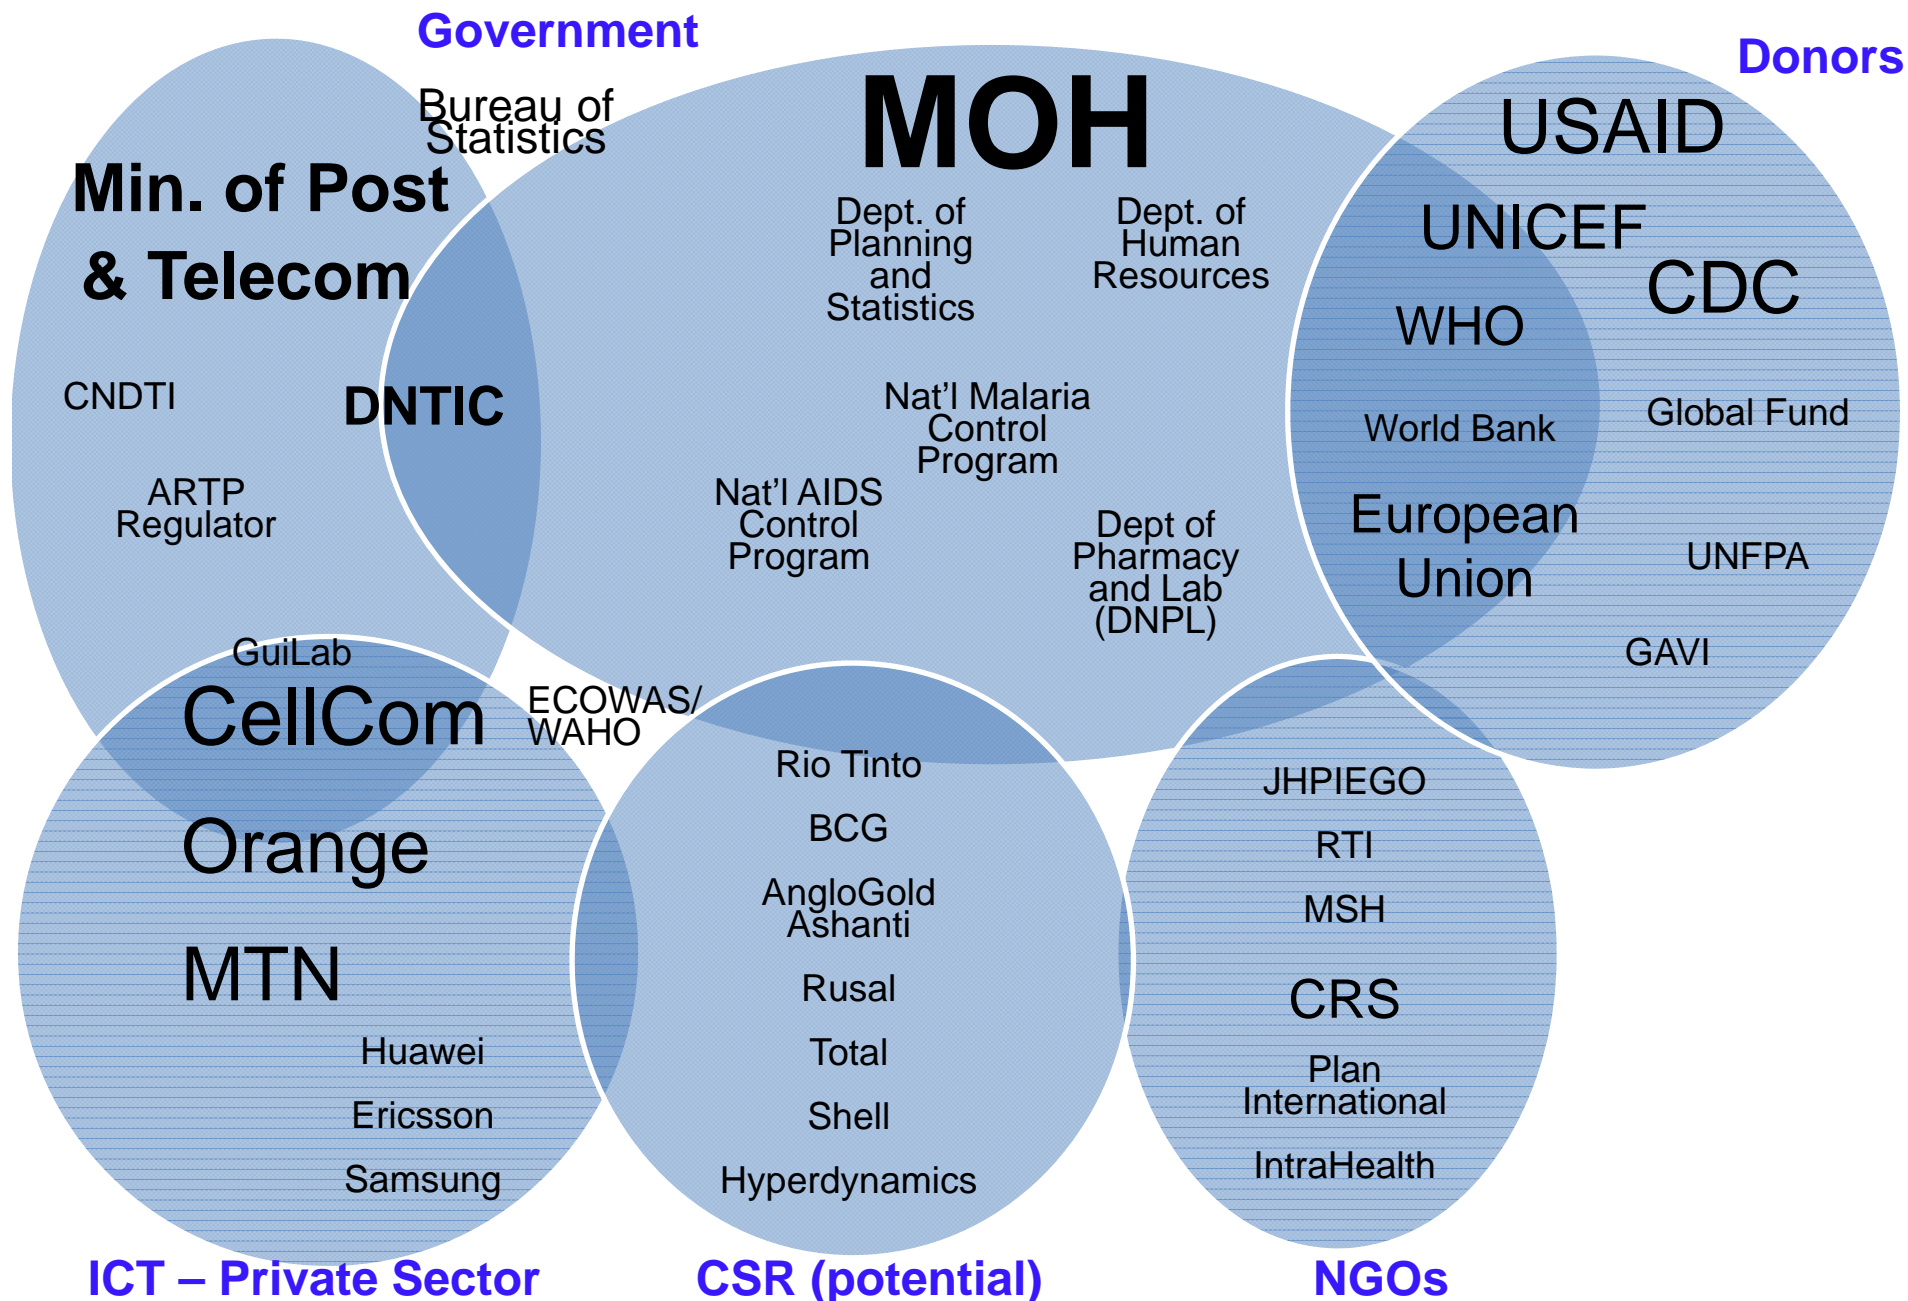 Government
Bureau of
Statistics
Min. of Post
& Telecom
CNDTI
DNTIC
ARTP
Regulator
MOH
Dept. of
Planning
and
Statistics
Dept. of
Human
Resources
Nat’l Malaria
Control
Program
Nat’l AIDS
Control
Program
Dept of
Pharmacy
and Lab
(DNPL)
Donors
USAID
UNICEF
CDC
WHO
World Bank
Global Fund
European
Union
UNFPA
GAVI
GuiLab
CellCom
ECOWAS/
WAHO
Orange
MTN
Huawei
Ericsson
Samsung
ICT – Private Sector
Rio Tinto
BCG
AngloGold
Ashanti
Rusal
Total
Shell
Hyperdynamics
CSR (potential)
JHPIEGO
RTI
MSH
CRS
Plan
International
IntraHealth
NGOs